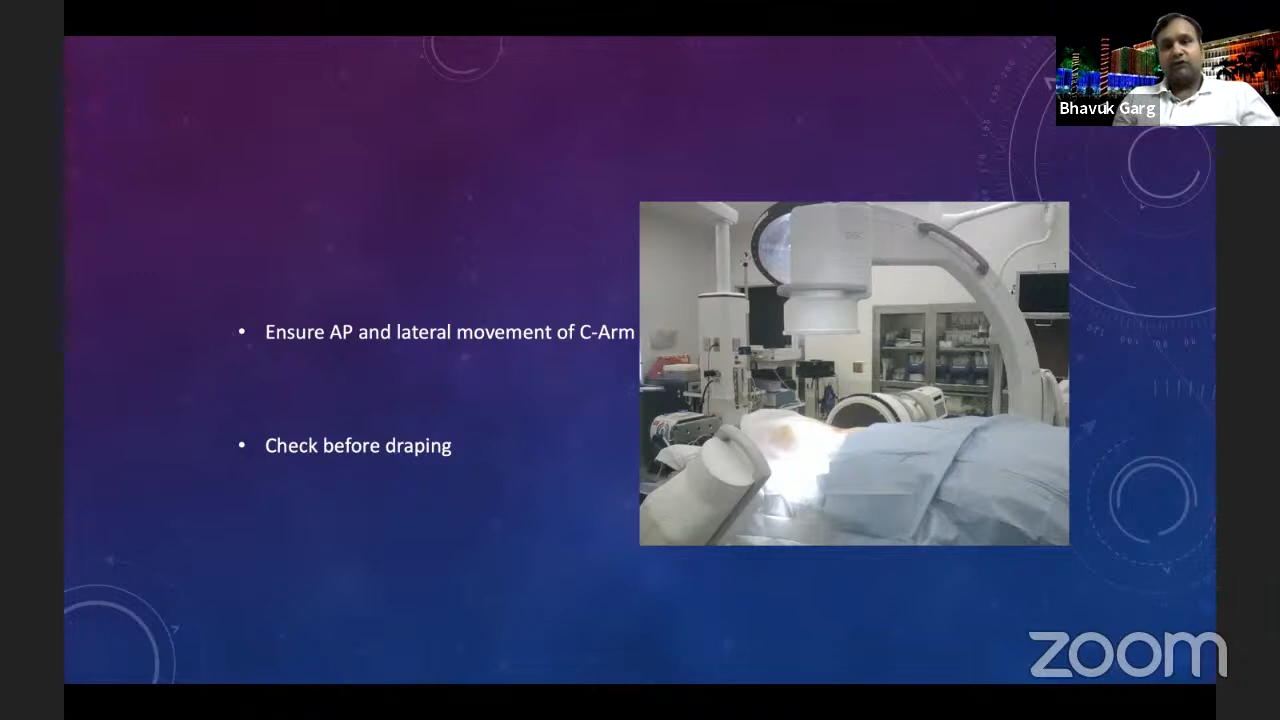 Bhavuk Garg
• Ensure AP and lateral movement of C-Arm
• Check before draping
zoom